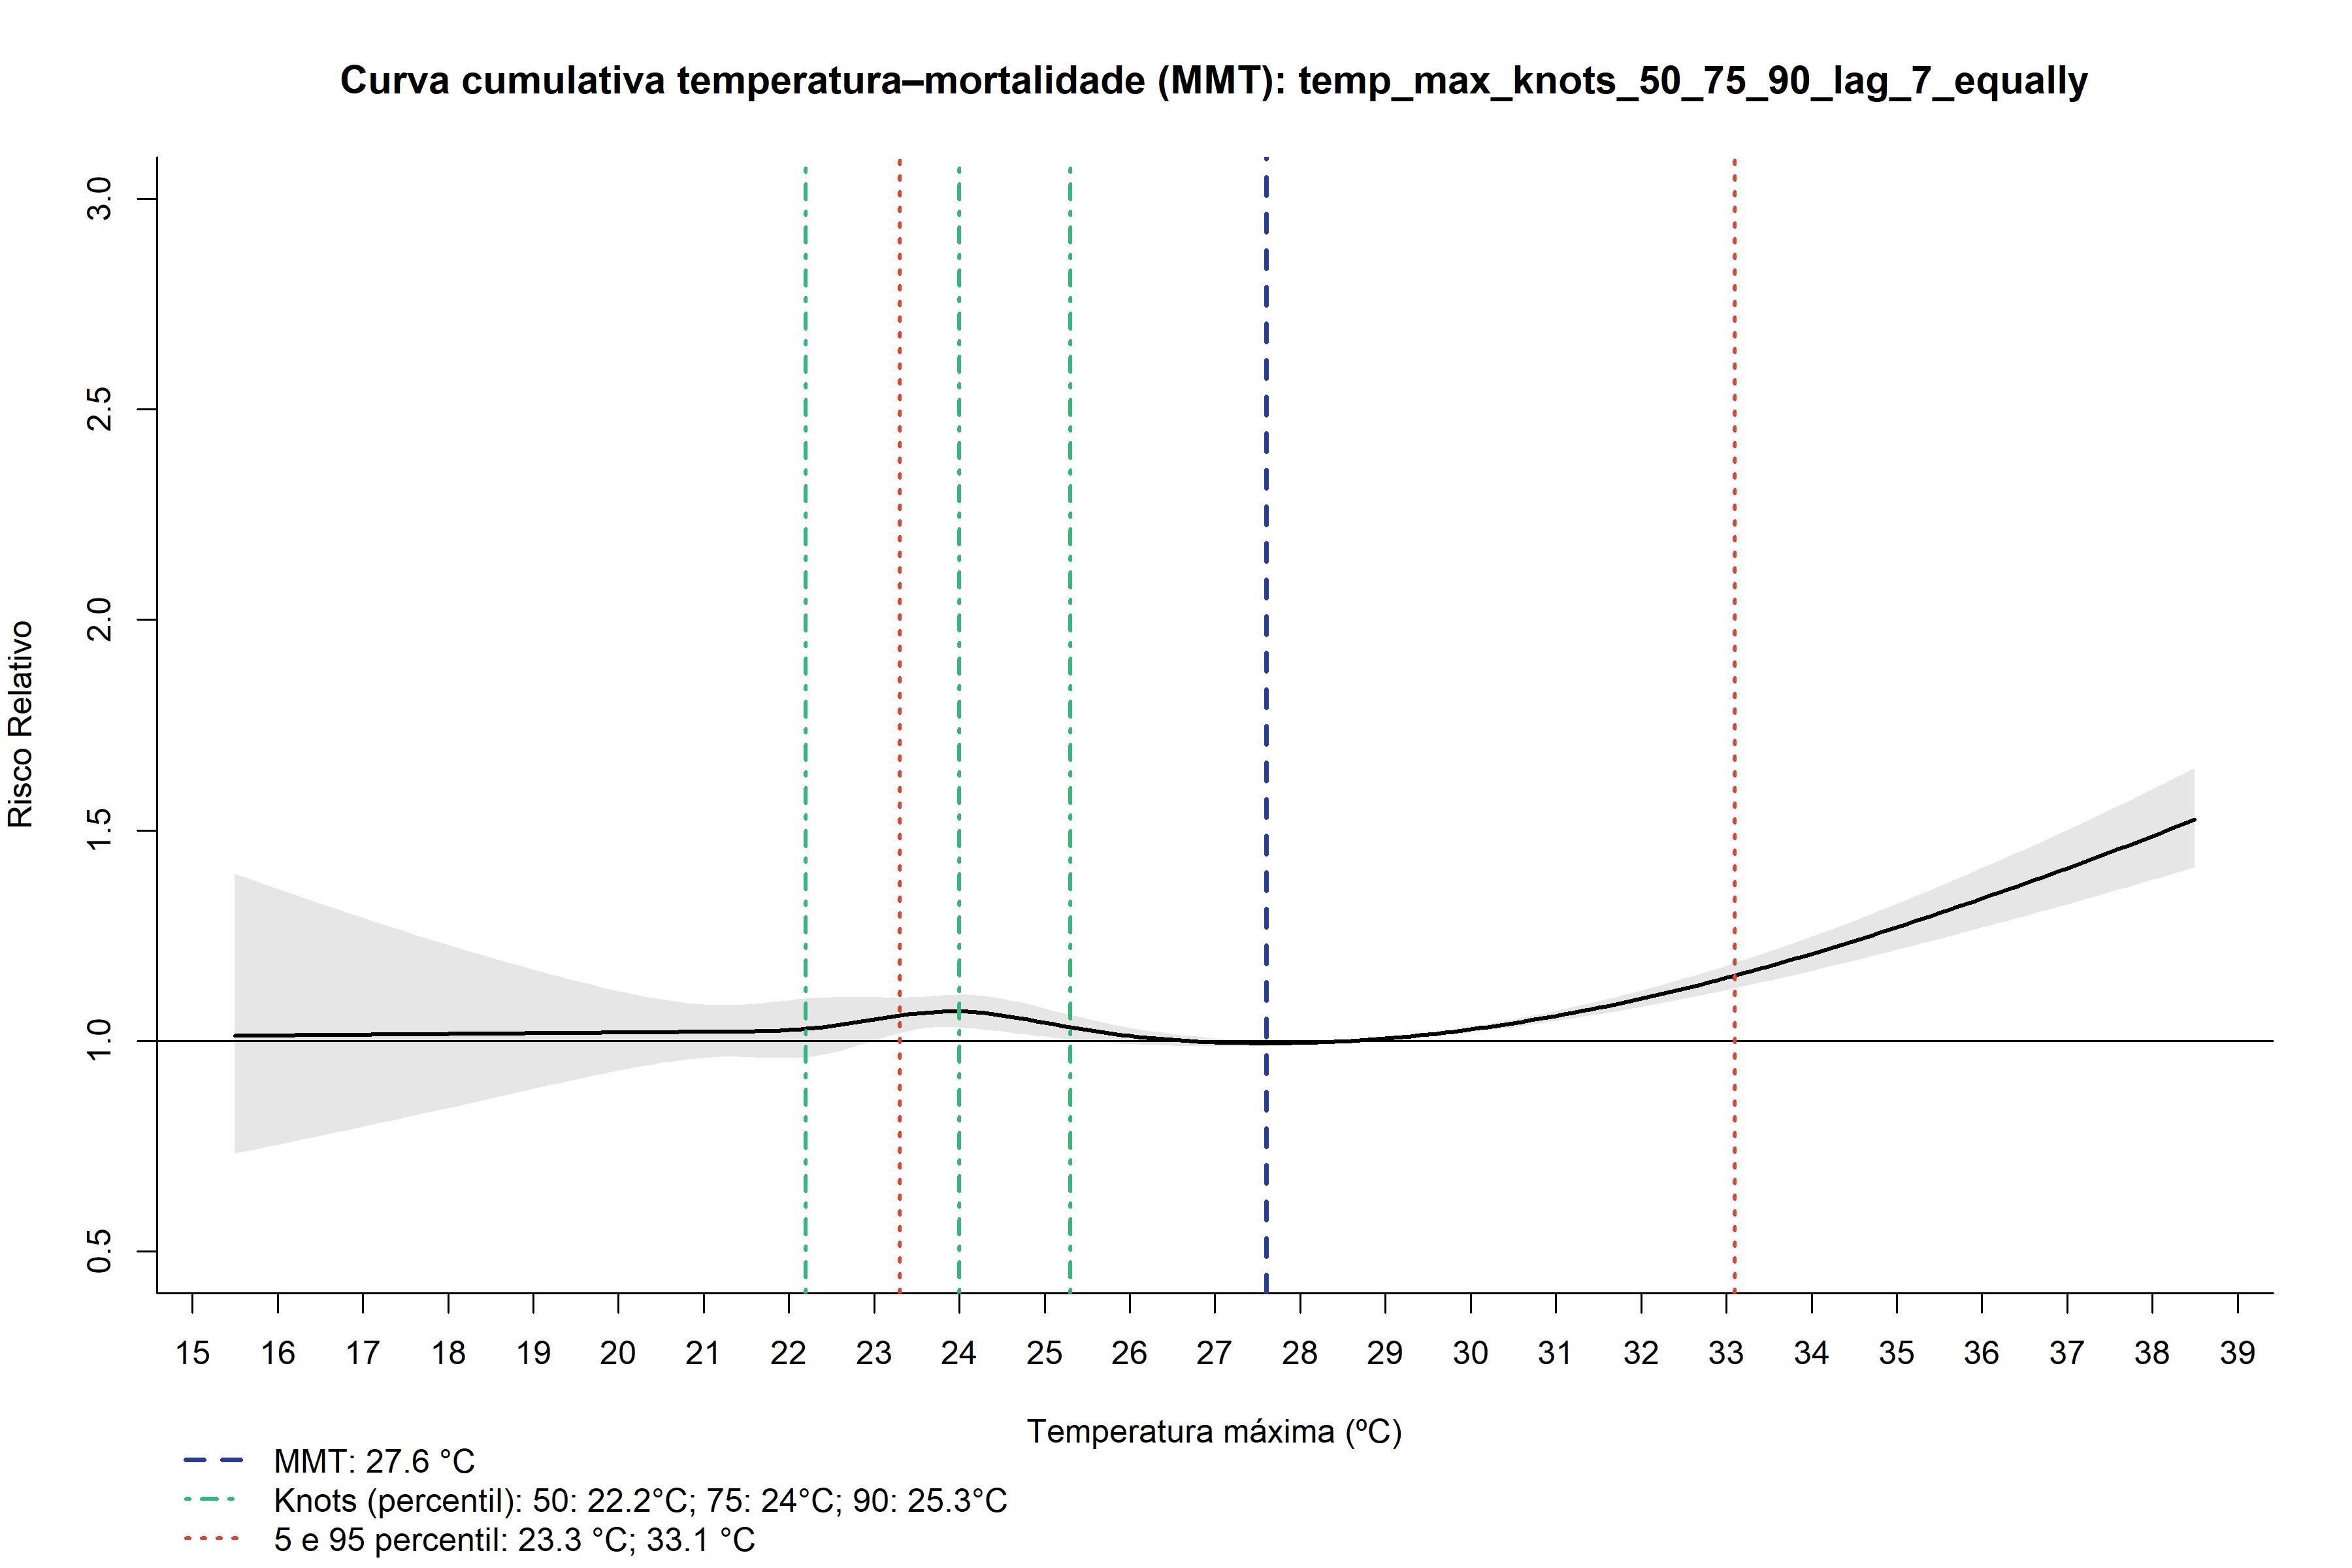 Curva cumulativa temperatura–mortalidade (MMT): temp_max_knots_50_75_90_lag_7_equally
3.0
2.5
2.0
1.5
1.0
0.5
Risco Relativo
15 16 17 18 19 20 21 22 23 24 25 26 27 28 29 30 31 32 33 34 35 36 37 38 39
Temperatura máxima (ºC)
MMT: 27.6 °C
Knots (percentil): 50: 22.2°C; 75: 24°C; 90: 25.3°C
5 e 95 percentil: 23.3 °C; 33.1 °C